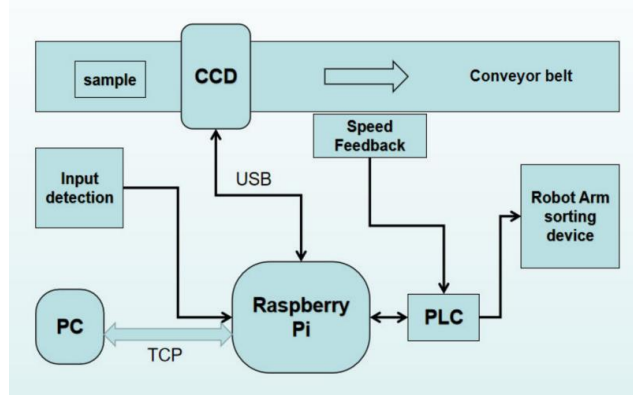 sample
CCD
Conveyor belt
Speed
Feedback
Input
detection
USB
Robot Arm
sorting
device
Raspberry
Pi
PLC
PC
TCP